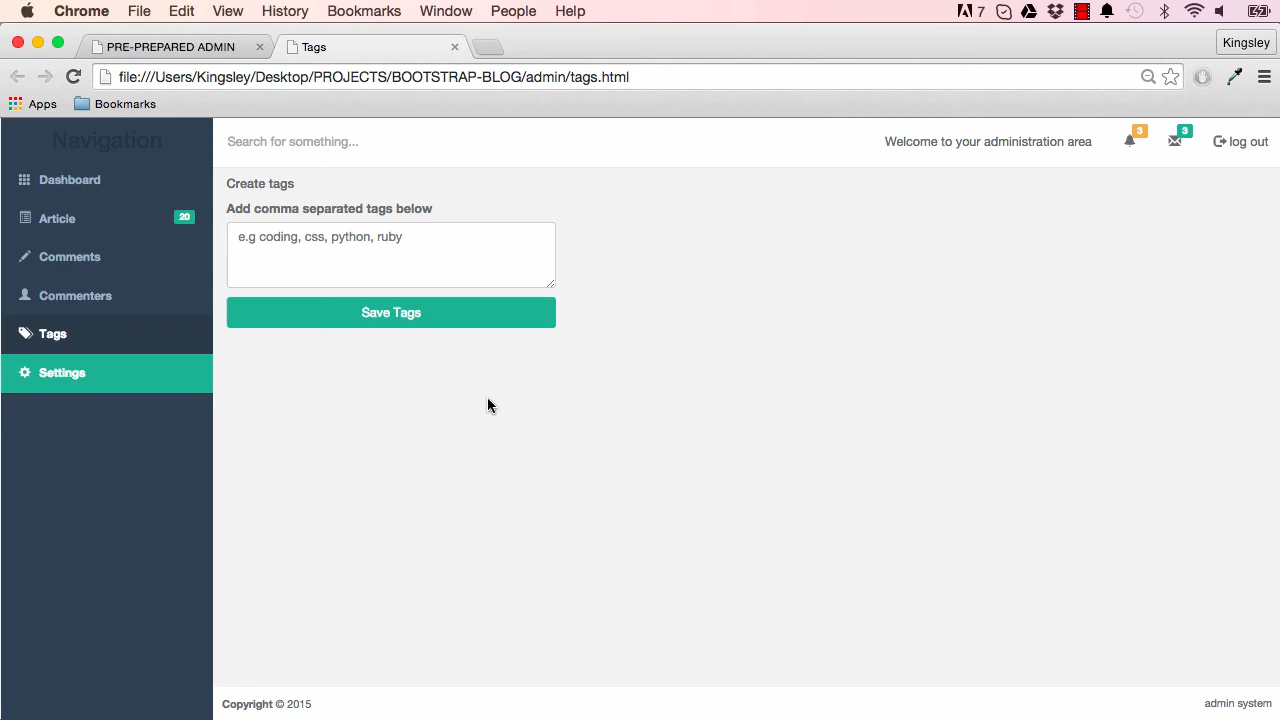 Chrome File Edit View History Bookmarks Window People Help 7
PRE-PREPARED ADMIN Tags Kingsley
file:///Users/Kingsley/Desktop/PROJECTS/BOOTSTRAP-BLOG/admin/tags.html
Apps Bookmarks
Navigation
Dashboard
Article 20
Comments
Commenters
Tags
Settings
Search for something... Welcome to your administration area 3 3 log out
Create tags
Add comma separated tags below
e.g coding, css, python, ruby
Save Tags
Copyright © 2015 admin system